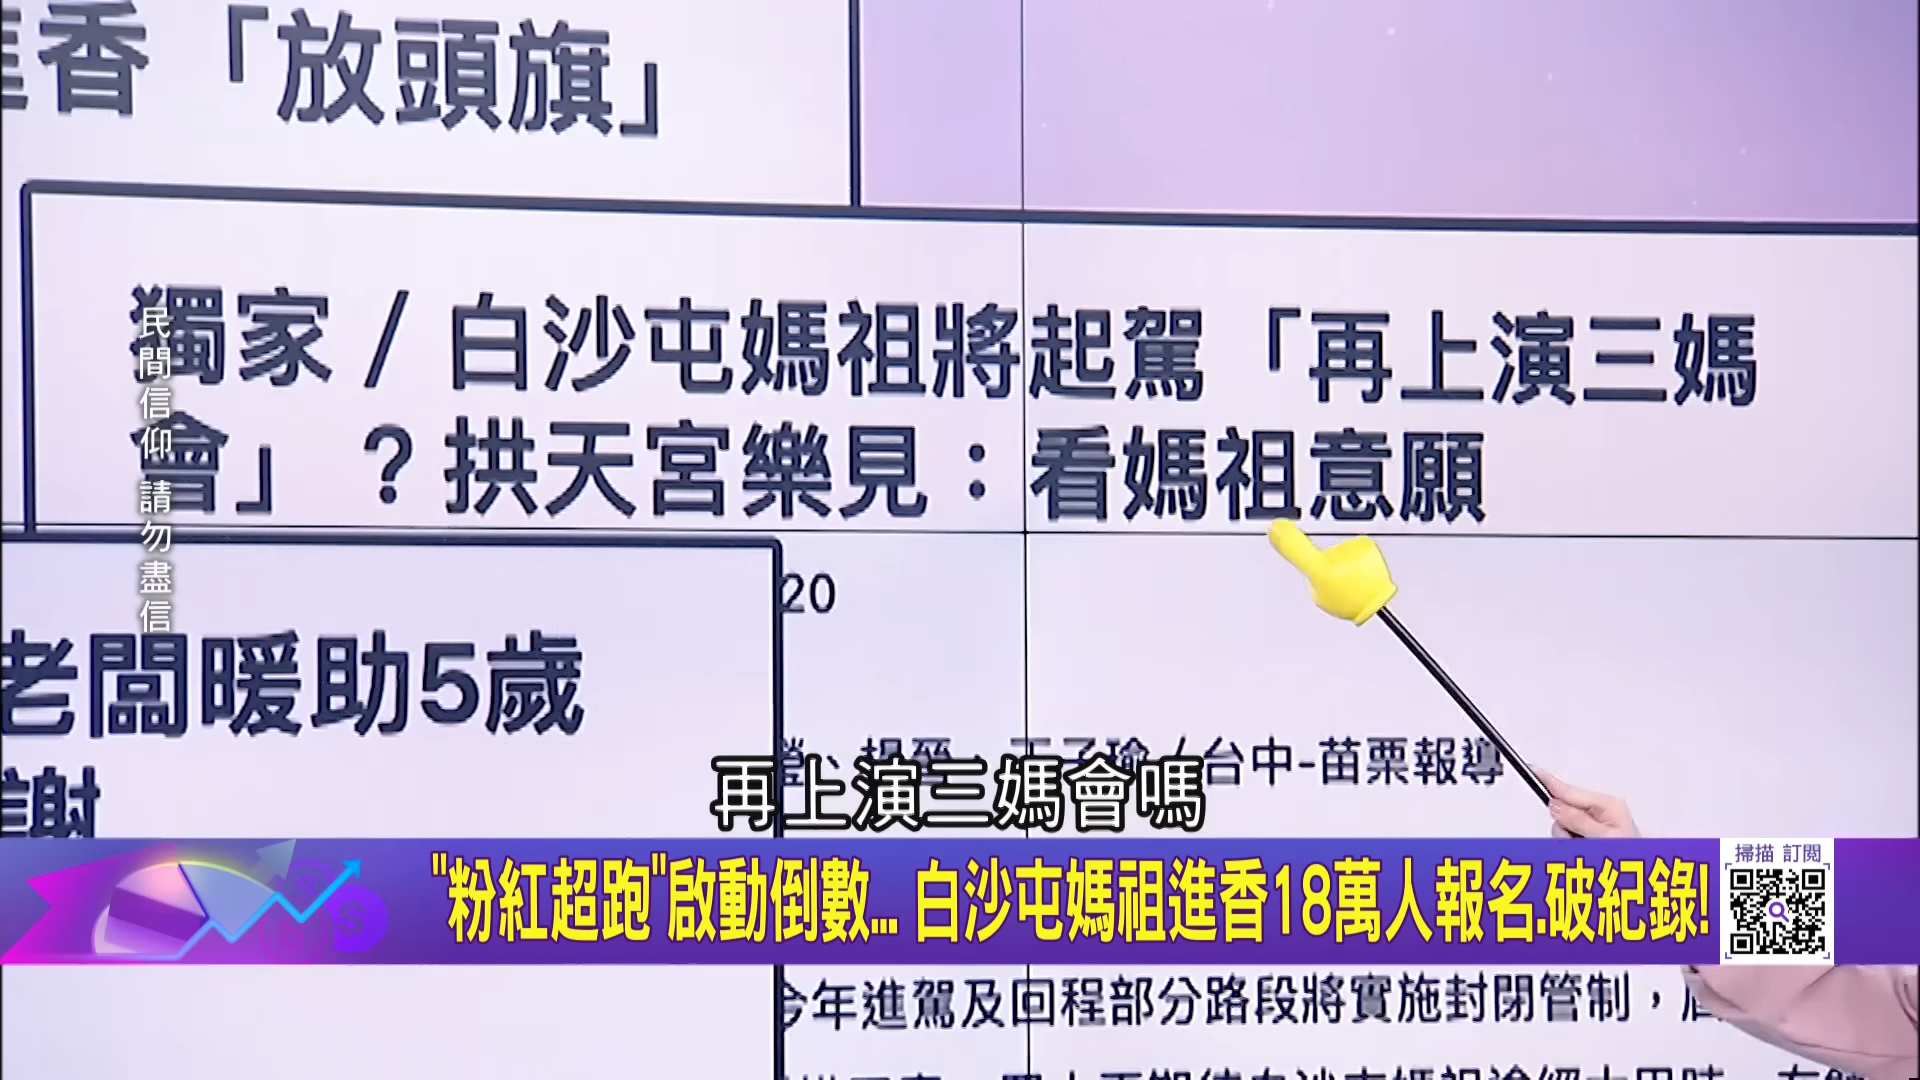 進香「放頭旗」
獨家/白沙屯媽祖將起駕「再上演三媽
會」?拱天宮樂見:看媽祖意願
民間信仰 請勿盡信
20
老闆暖助5歲
謝
台中-苗栗報導
再上演三媽會嗎
"粉紅超跑"啟動倒數... 白沙屯媽祖進香18萬人報名.破紀錄!
掃描 訂閱
今年進駕及回程部分路段將實施封閉管制，